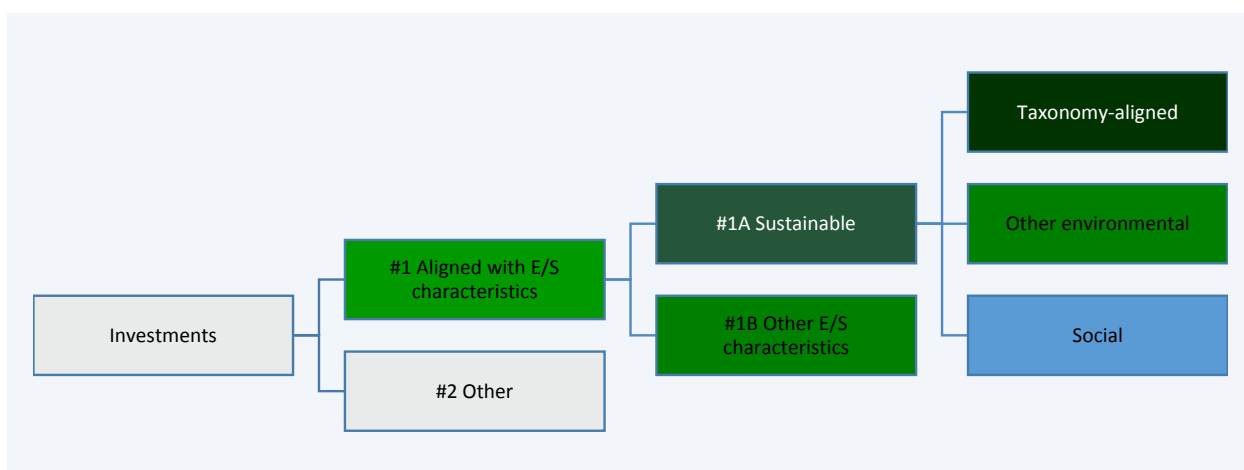 Investments
#1 Aligned with E/S
characteristics
#2 Other
#1A Sustainable
#1B Other E/S
characteristics
Taxonomy-aligned
Other environmental
Social